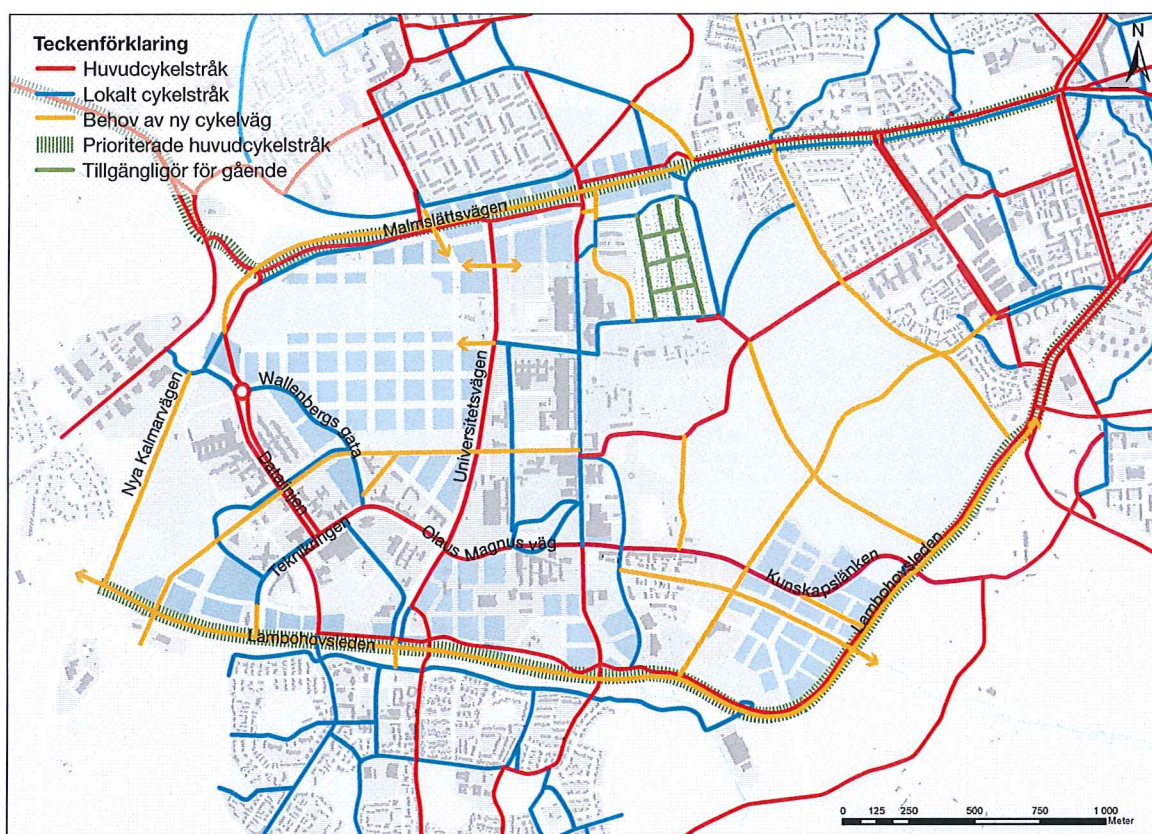 Teckenförklaring
Huvudcykelstråk
Lokalt cykelstråk
Behov av ny cykelväg
Prioriterade huvudcykelstråk
Tillgängligör för gående
N
Malmslättsvägen
Wallenbergs gata
Nya Kalmarvägen
Universitetsvägen
Datalinjen
Teknikringen
Olaus Magnus väg
Kunskapslänken
Lambohovsleden
Lambohovsleden
0 125 250 500 750 1 000
Meter